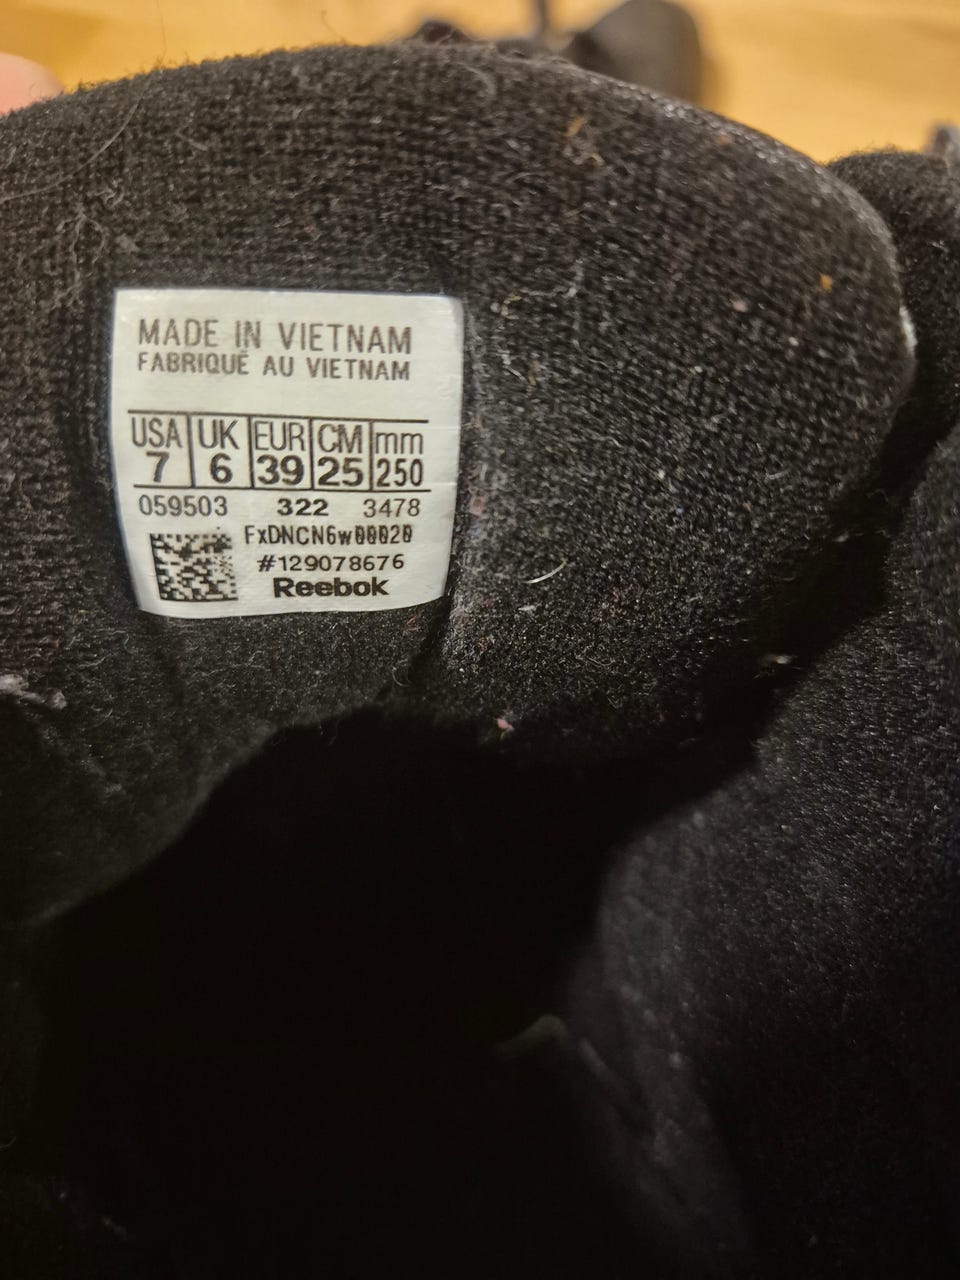 MADE IN VIETNAM
FABRIQUÉ AU VIETNAM
USA UK EUR CM mm
7 6 39 25 250
059503 322 3478
FxDNCN6w00020
#129078676
Reebok